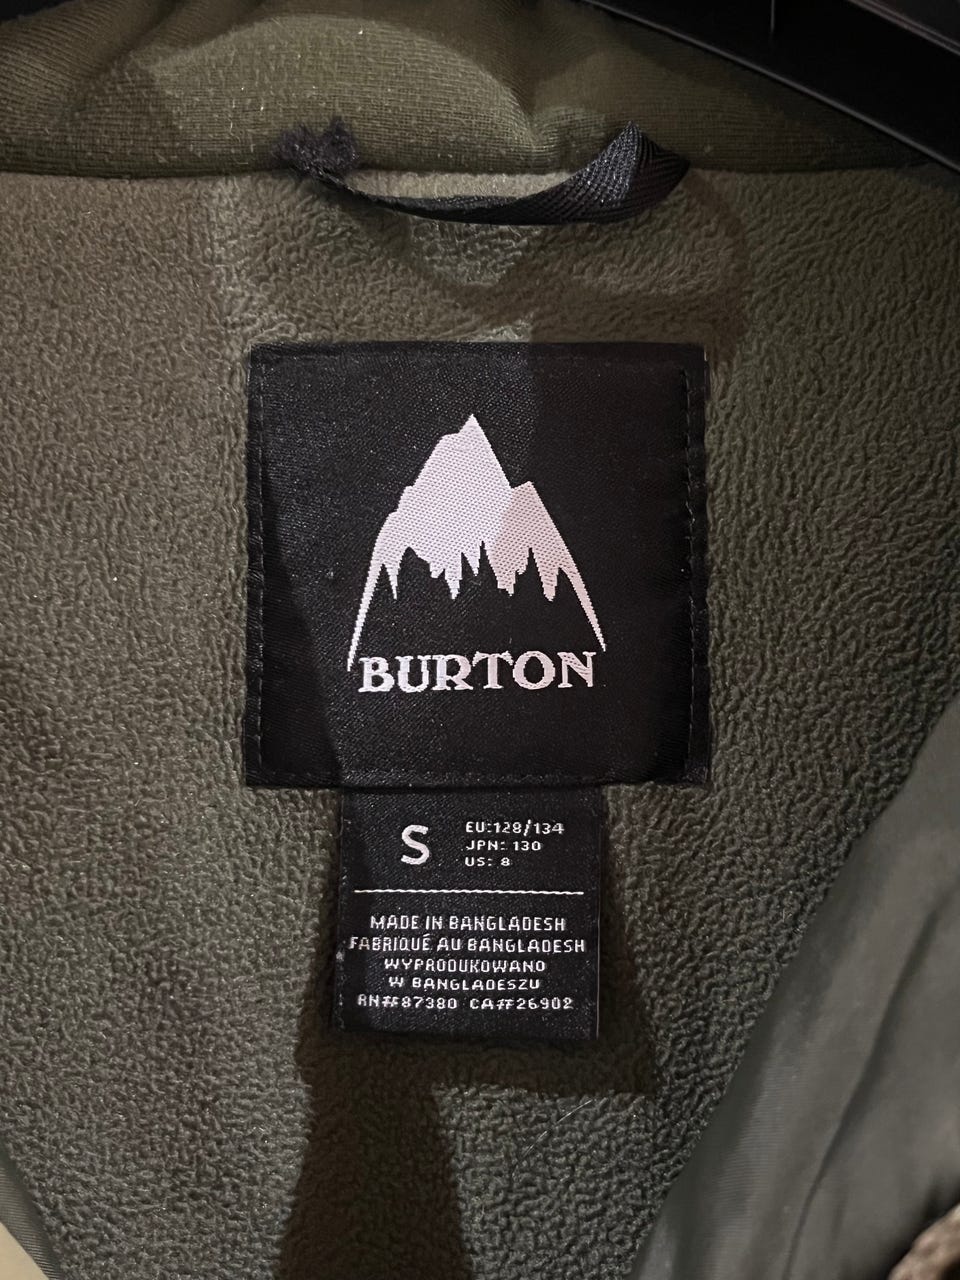 BURTON
S
EU:128/134
JPN: 130
US: 8
MADE IN BANGLADESH
FABRIQUÉ AU BANGLADESH
WYPRODUKOWANO
W BANGLADESZU
RN#87380 CA#26902